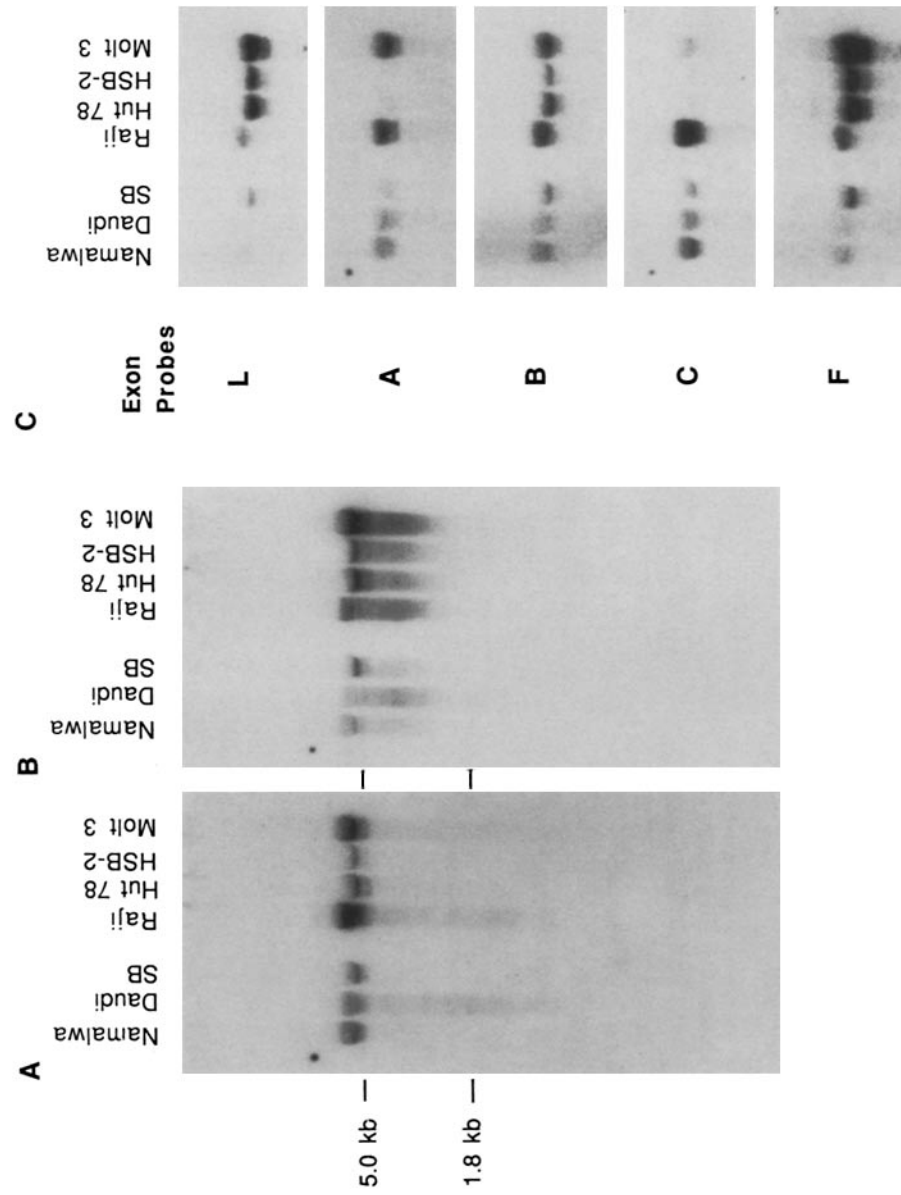 A
B
C
Namalwa
Daudi
SB
Raji
Hut 78
HSB-2
Molt 3
Namalwa
Daudi
SB
Raji
Hut 78
HSB-2
Molt 3
Namalwa
Daudi
SB
Raji
Hut 78
HSB-2
Molt 3
5.0 kb
1.8 kb
Exon
Probes
L
A
B
C
F